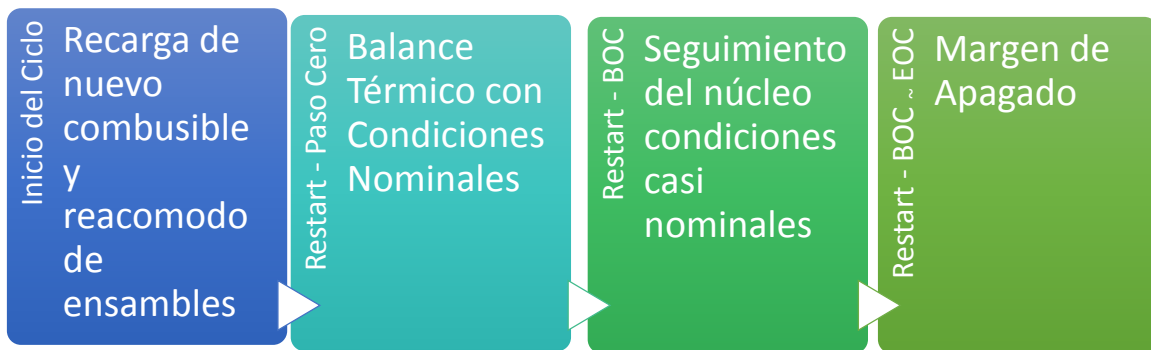 Inicio del Ciclo
Recarga de
nuevo
combusible
y
reacomodo
de
ensambles
Restart - Paso Cero
Balance
Térmico con
Condiciones
Nominales
Restart - BOC
Seguimiento
del núcleo
condiciones
casi
nominales
Restart - BOC ~ EOC
Margen de
Apagado